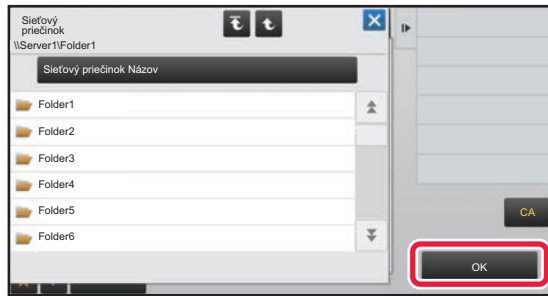 Sieťový
priečinok
\\Server1\Folder1
Sieťový priečinok Názov
Folder1
Folder2
Folder3
Folder4
Folder5
Folder6
CA
OK